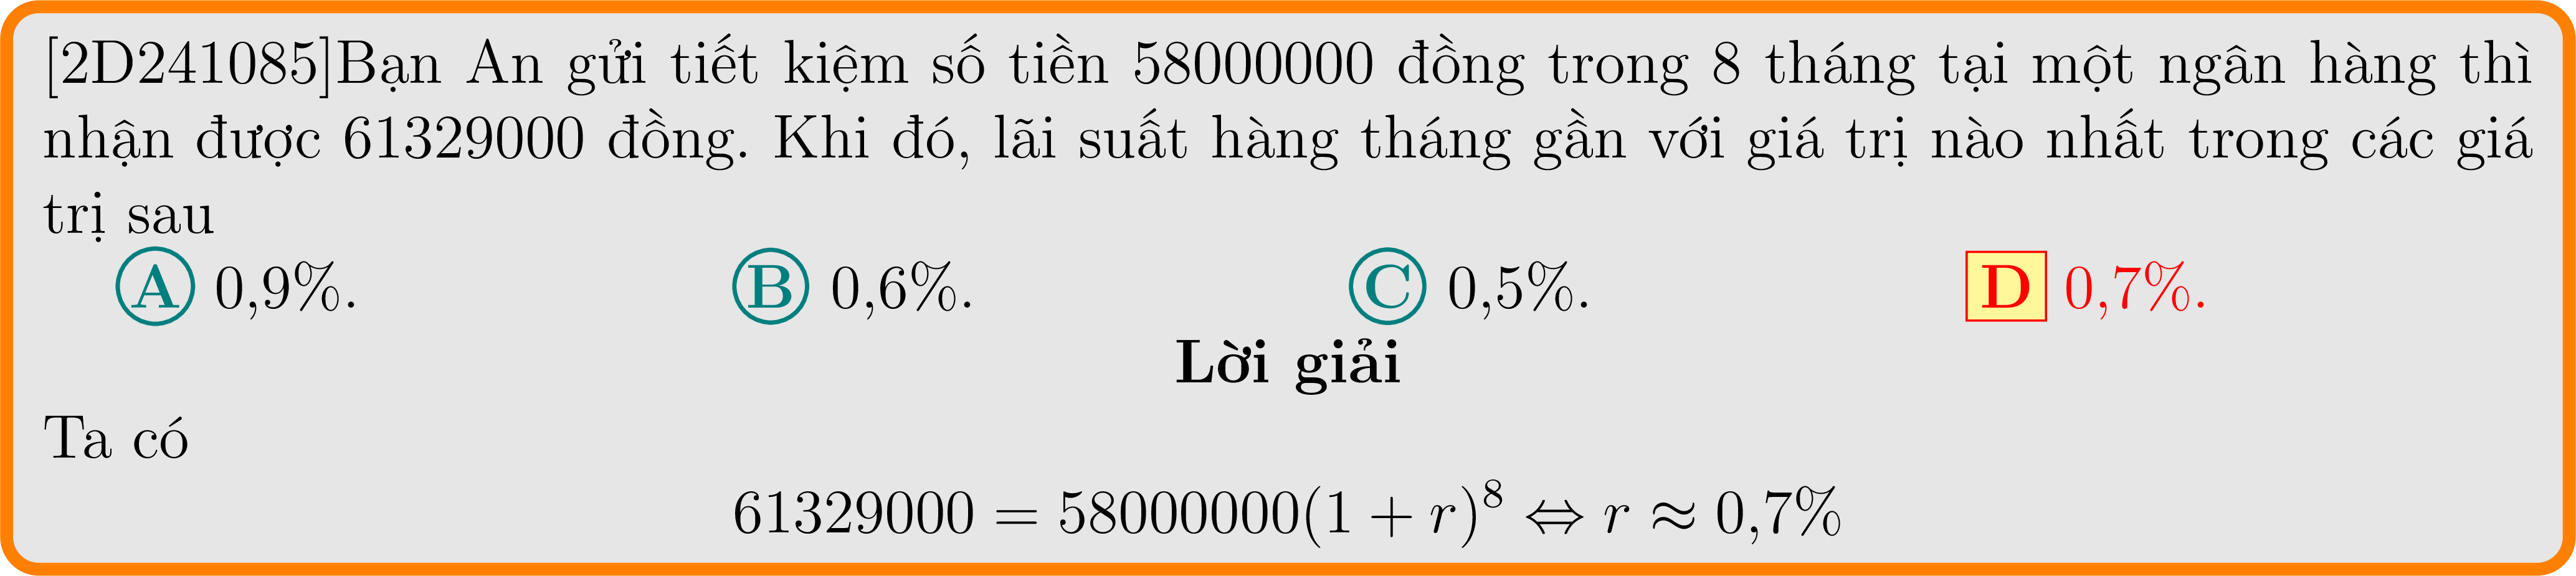 [2D241085]Bạn An gửi tiết kiệm số tiền 58000000 đồng trong 8 tháng tại một ngân hàng thì
nhận được 61329000 đồng. Khi đó, lãi suất hàng tháng gần với giá trị nào nhất trong các giá
trị sau
A 0,9%. B 0,6%. C 0,5%. D 0,7%.
Lời giải
Ta có
61329000 = 58000000(1 + r)⁸ ⇔ r ≈ 0,7%